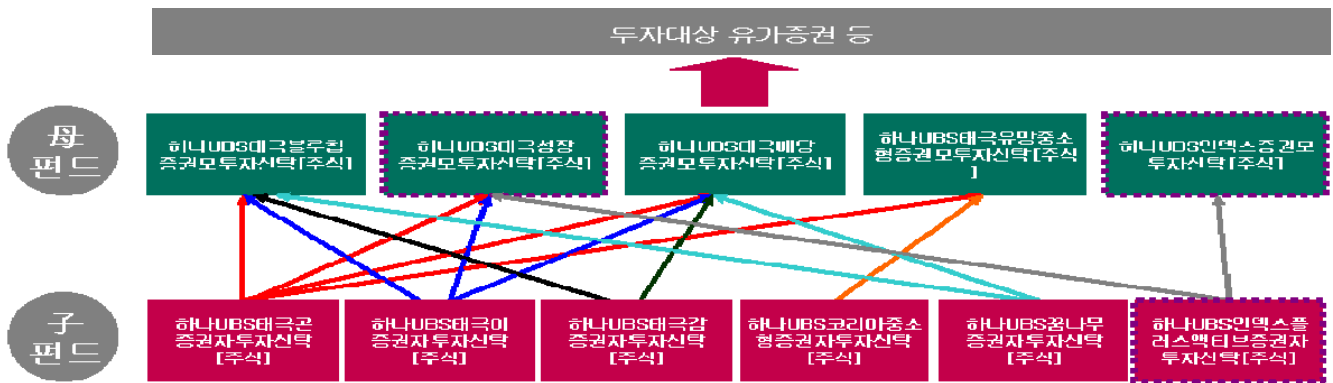 투자대상 유가증권 등
母
펀드
하나UBS태극블루칩
증권모투자신탁[주식]
하나UBS태극성장
증권모투자신탁[주식]
하나UBS태극배당
증권모투자신탁[주식]
하나UBS태극유망중소
형증권모투자신탁[주식
]
하나UBS인덱스증권모
투자신탁[주식]
子
펀드
하나UBS태극곤
증권자투자신탁
[주식]
하나UBS태극이
증권자투자신탁
[주식]
하나UBS태극감
증권자투자신탁
[주식]
하나UBS코리아중소
형증권자투자신탁
[주식]
하나UBS꿈나무
증권자투자신탁
[주식]
하나UBS인덱스플
러스액티브증권자
투자신탁[주식]